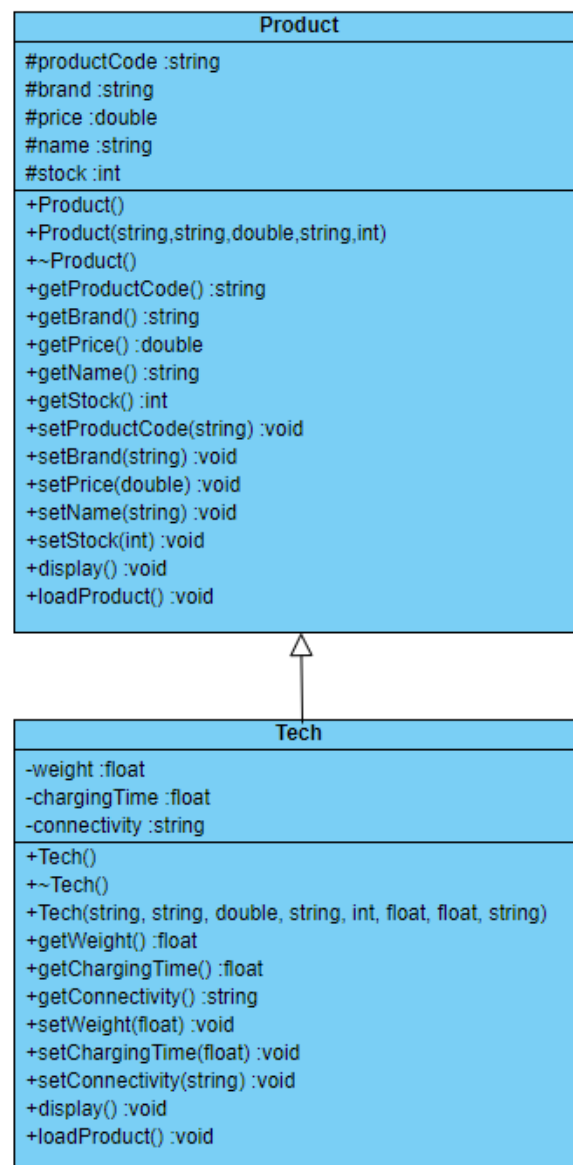 Product
#productCode :string
#brand :string
#price :double
#name :string
#stock :int
+Product()
+Product(string,string,double,string,int)
+~Product()
+getProductCode() :string
+getBrand() :string
+getPrice() :double
+getName() :string
+getStock() :int
+setProductCode(string) :void
+setBrand(string) :void
+setPrice(double) :void
+setName(string) :void
+setStock(int) :void
+display() :void
+loadProduct() :void
Tech
-weight :float
-chargingTime :float
-connectivity :string
+Tech()
+~Tech()
+Tech(string, string, double, string, int, float, float, string)
+getWeight() :float
+getChargingTime() :float
+getConnectivity() :string
+setWeight(float) :void
+setChargingTime(float) :void
+setConnectivity(string) :void
+display() :void
+loadProduct() :void